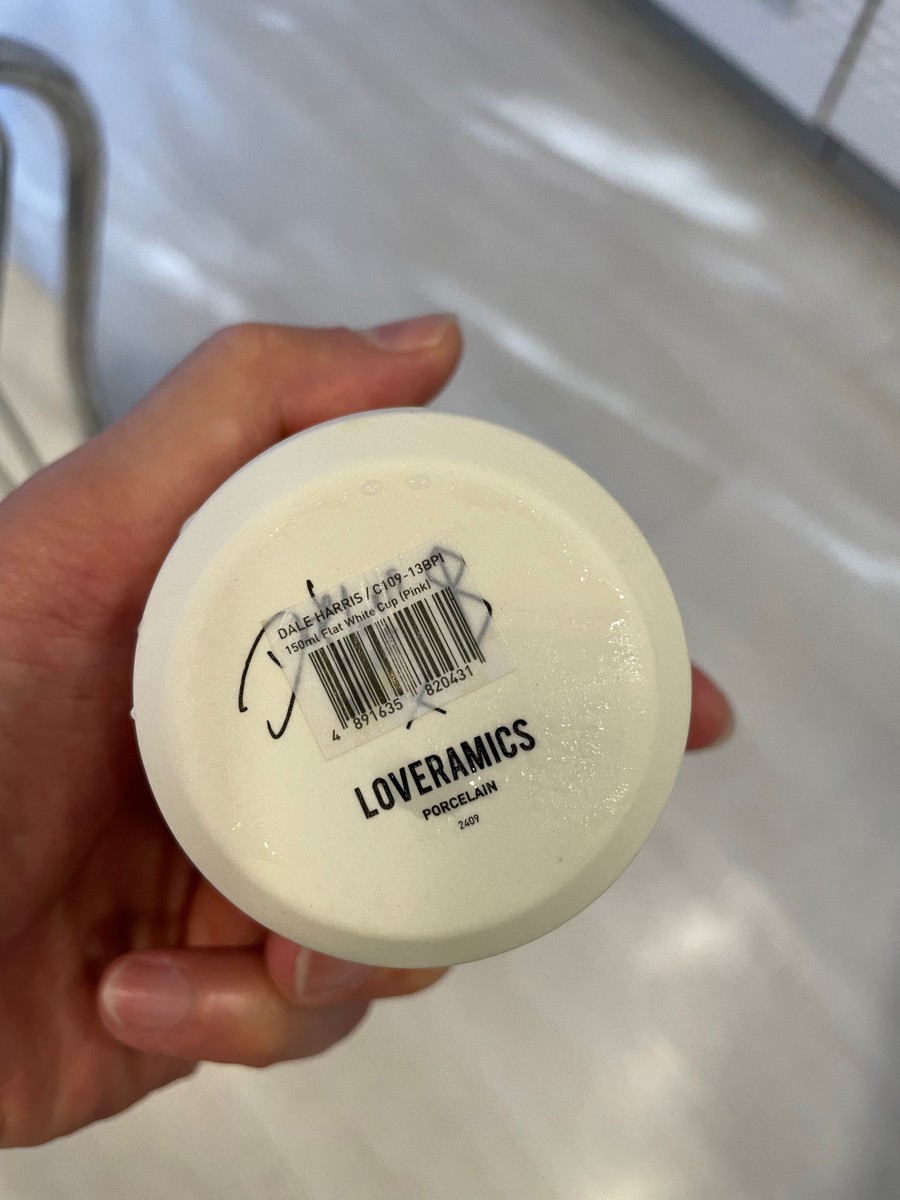 DALE HARRIS / C109-13BPI
150ml Flat White Cup (Pink)
4 891635 820431
LOVERAMICS
PORCELAIN
2409